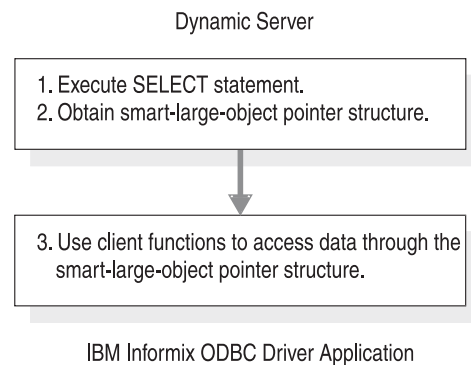 Dynamic Server
1. Execute SELECT statement.
2. Obtain smart-large-object pointer structure.
3. Use client functions to access data through the
smart-large-object pointer structure.
IBM Informix ODBC Driver Application